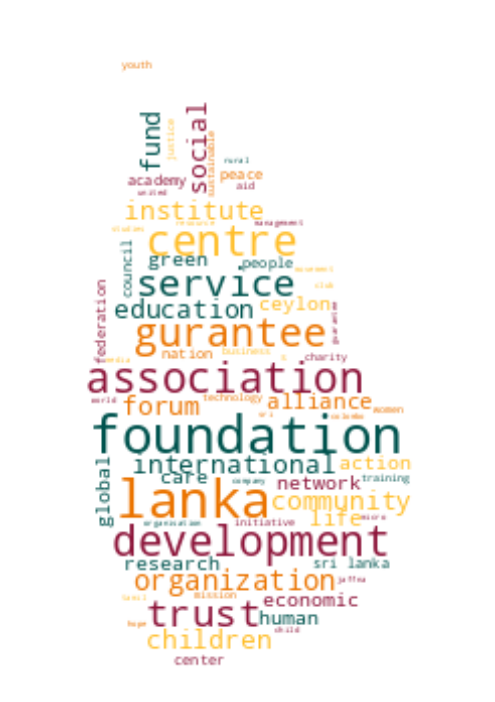 youth
fund
justice
social
sustainable
rural
peace
academy
aid
united
institute
resource
management
studies
centre
council
green
people
movement
service
club
federation
education
ceylon
gurantee
nation
business
s
charity
media
association
world
forum
technology
alliance
women
sri
colombo
foundation
international
action
care
company
network
training
global
lanka
community
life
micro
organisation
initiative
development
research
sri lanka
organization
jaffna
mission
tamil
economic
trust
human
hope
child
children
center